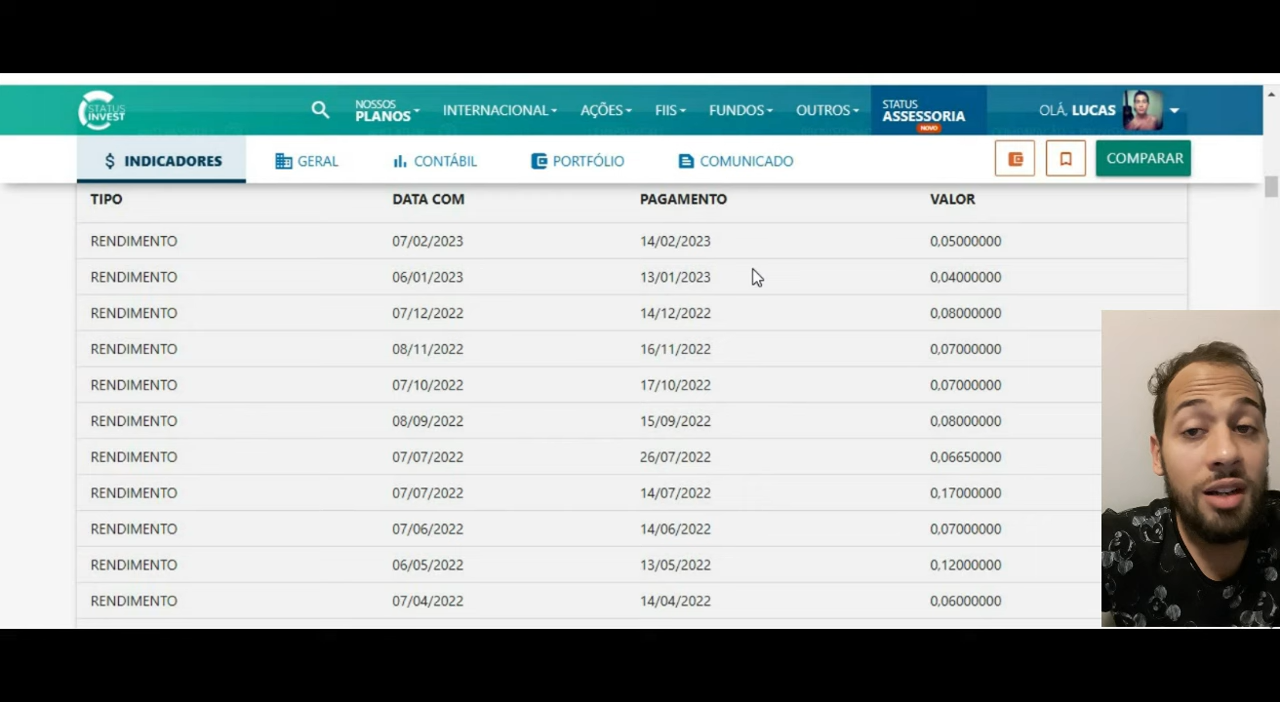 STATUS
INVEST
NOSSOS
PLANOS
INTERNACIONAL
AÇÕES
FIIS
FUNDOS
OUTROS
STATUS
ASSESSORIA
NOVO
OLÁ, LUCAS
$ INDICADORES
GERAL
CONTÁBIL
PORTFÓLIO
COMUNICADO
COMPARAR
TIPO DATA COM PAGAMENTO VALOR
RENDIMENTO 07/02/2023 14/02/2023 0,05000000
RENDIMENTO 06/01/2023 13/01/2023 0,04000000
RENDIMENTO 07/12/2022 14/12/2022 0,08000000
RENDIMENTO 08/11/2022 16/11/2022 0,07000000
RENDIMENTO 07/10/2022 17/10/2022 0,07000000
RENDIMENTO 08/09/2022 15/09/2022 0,08000000
RENDIMENTO 07/07/2022 26/07/2022 0,06650000
RENDIMENTO 07/07/2022 14/07/2022 0,17000000
RENDIMENTO 07/06/2022 14/06/2022 0,07000000
RENDIMENTO 06/05/2022 13/05/2022 0,12000000
RENDIMENTO 07/04/2022 14/04/2022 0,06000000